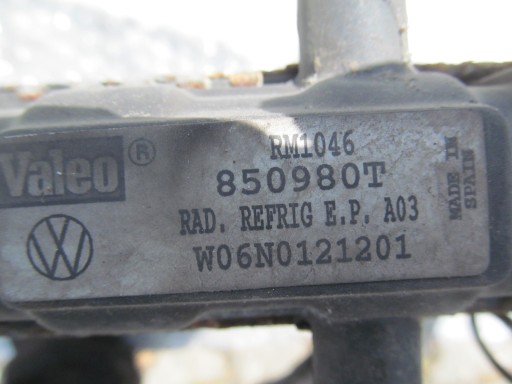 Valeo®
RM1046
850980T
RAD. REFRIG E.P. A03
W06N0121201
MADE IN
SPAIN